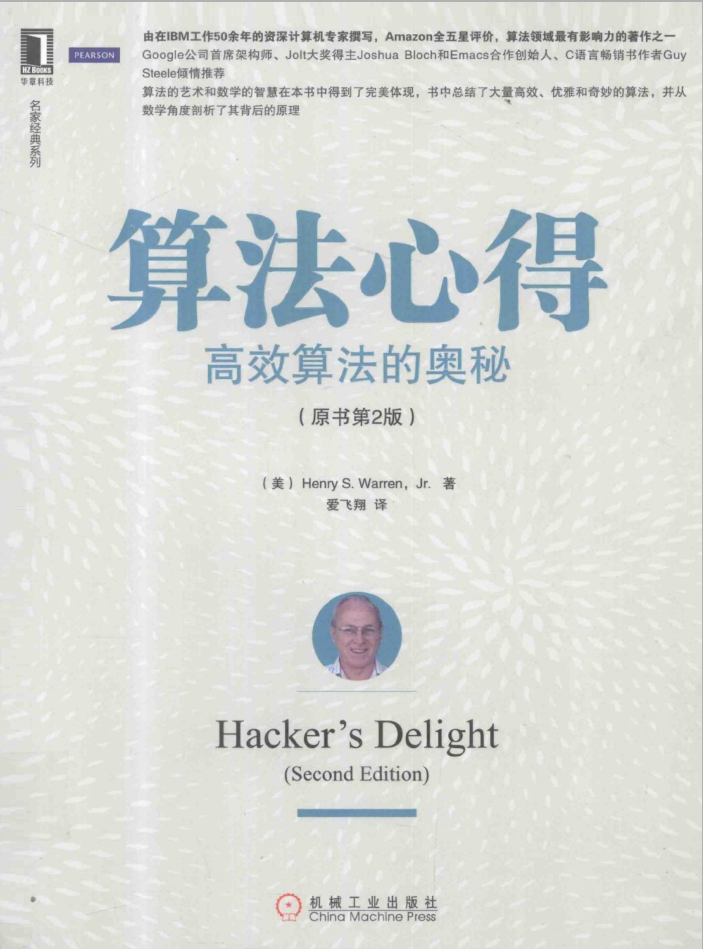 HZ Books
华章科技
PEARSON
名家经典系列
由在IBM工作50余年的资深计算机专家撰写，Amazon全五星评价，算法领域最有影响力的著作之一
Google公司首席架构师、Jolt大奖得主Joshua Bloch和Emacs合作创始人、C语言畅销书作者Guy
Steele倾情推荐
算法的艺术和数学的智慧在本书中得到了完美体现，书中总结了大量高效、优雅和奇妙的算法，并从
数学角度剖析了其背后的原理
算法心得
高效算法的奥秘
（原书第2版）
（美）Henry S. Warren，Jr. 著
爱飞翔 译
Hacker's Delight
(Second Edition)
机械工业出版社
China Machine Press